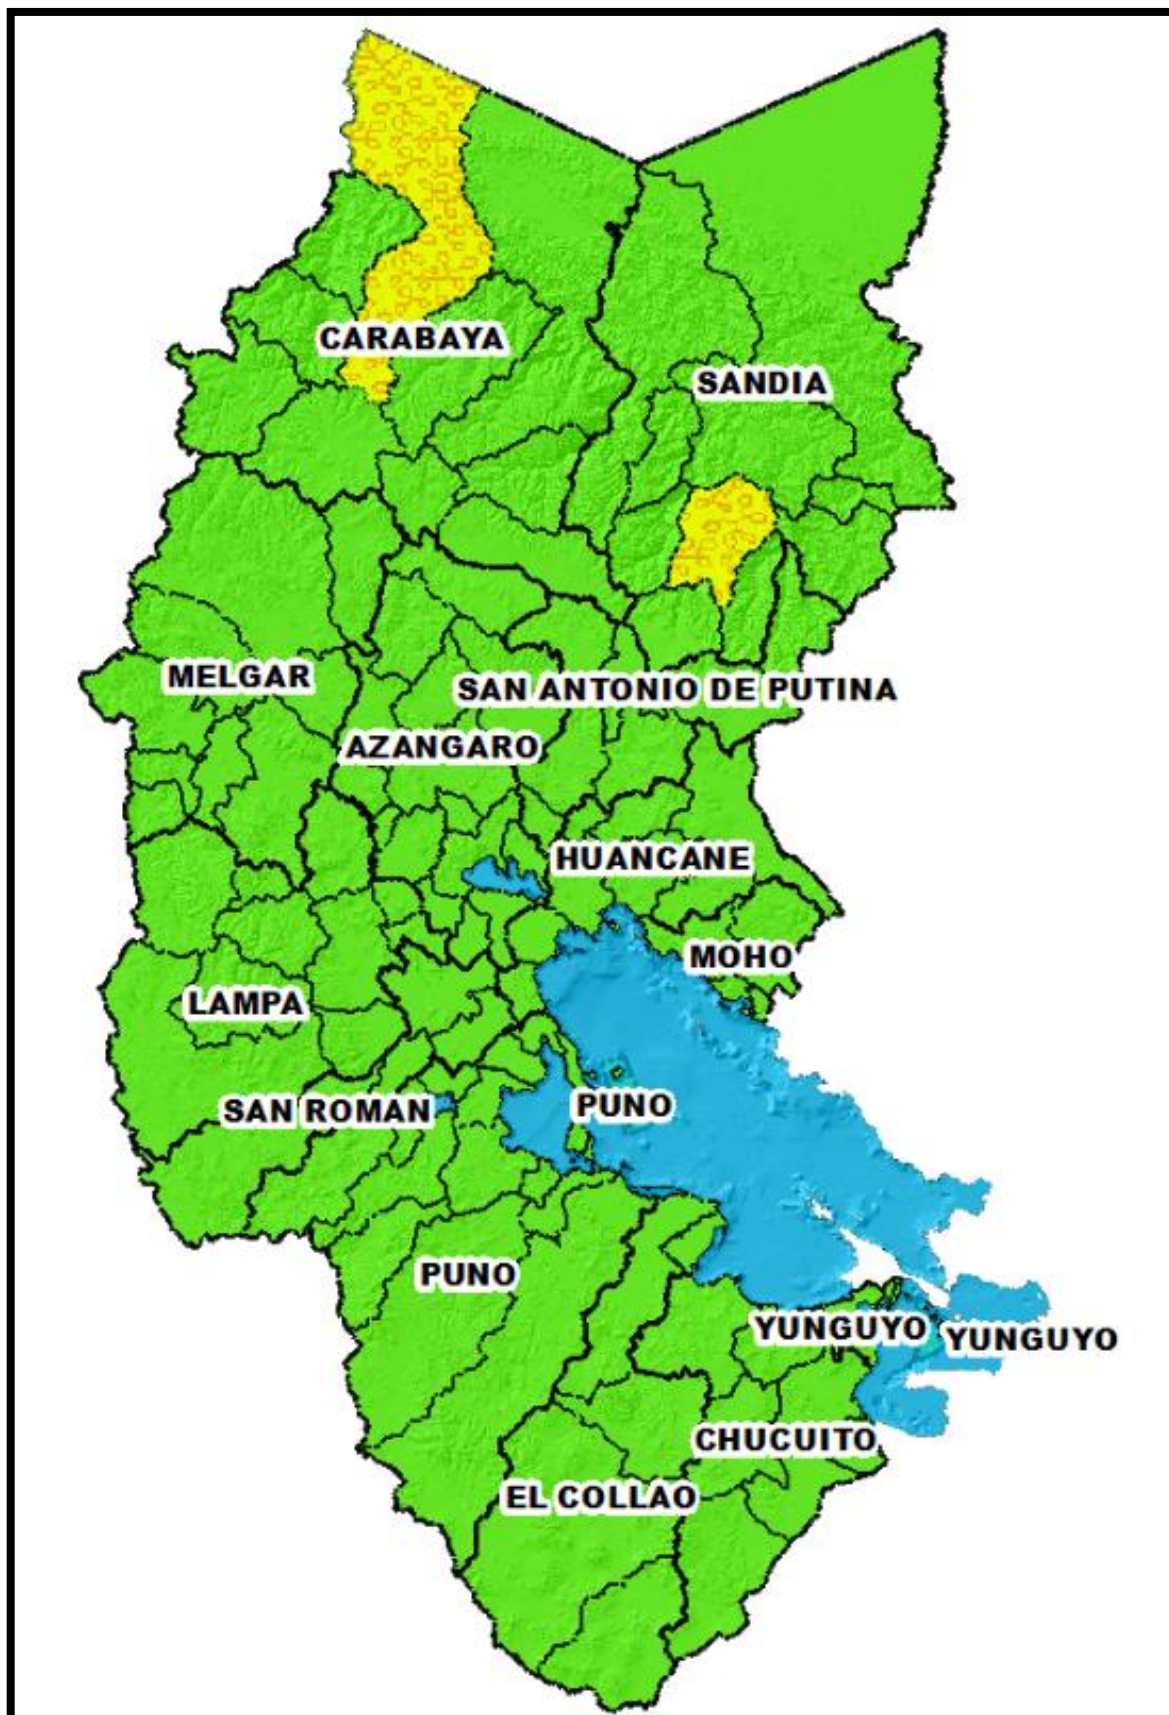 CARABAYA
SANDIA
MELGAR
SAN ANTONIO DE PUTINA
AZANGARO
HUANCANE
MOHO
LAMPA
SAN ROMAN
PUNO
PUNO
YUNGUYO
YUNGUYO
CHUCUITO
EL COLLAO